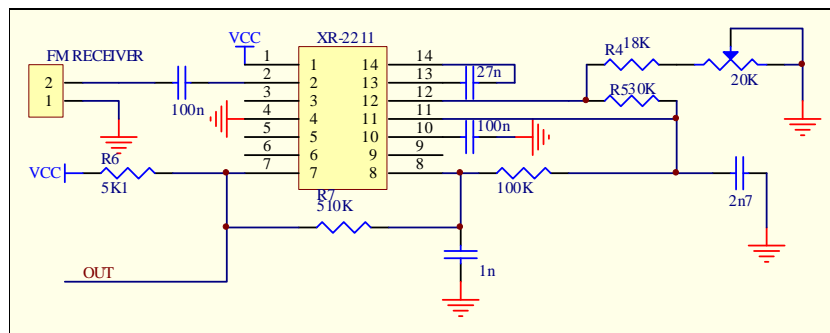 FM RECEIVER
2
1
100n
VCC
XR-2211
1 1 14 14
2 2 13 13
3 3 12 12
4 4 11 11
5 5 10 10
6 6 9 9
7 7 8 8
27n
100n
R4 18K
20K
R5 30K
VCC
R6
5K1
R7
510K
100K
2n7
1n
OUT